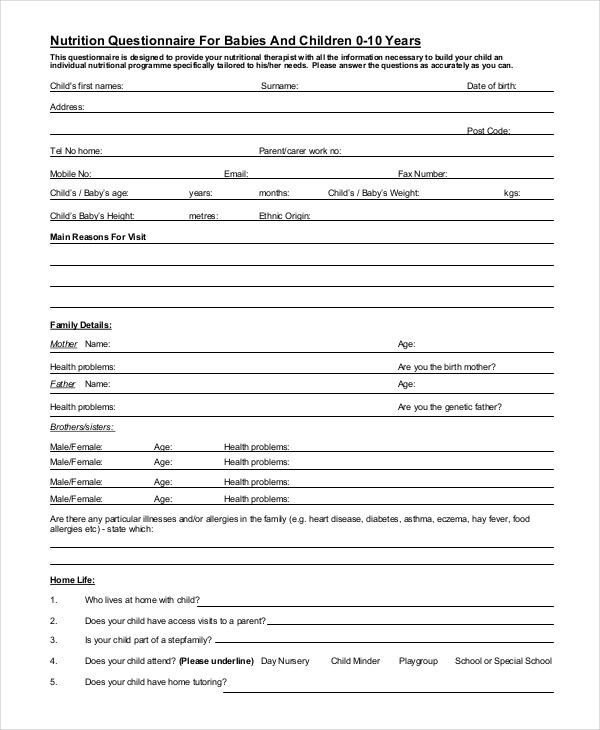 Nutrition Questionnaire For Babies And Children 0-10 Years
This questionnaire is designed to provide your nutritional therapist with all the information necessary to build your child an
individual nutritional programme specifically tailored to his/her needs. Please answer the questions as accurately as you can.
Child's first names: Surname: Date of birth:
Address:
Post Code:
Tel No home: Parent/carer work no:
Mobile No: Email: Fax Number:
Child's / Baby's age: years: months: Child's / Baby's Weight: kgs:
Child's Baby's Height: metres: Ethnic Origin:
Main Reasons For Visit
Family Details:
Mother Name: Age:
Health problems: Are you the birth mother?
Father Name: Age:
Health problems: Are you the genetic father?
Brothers/sisters:
Male/Female: Age: Health problems:
Male/Female: Age: Health problems:
Male/Female: Age: Health problems:
Male/Female: Age: Health problems:
Are there any particular illnesses and/or allergies in the family (e.g. heart disease, diabetes, asthma, eczema, hay fever, food
allergies etc) - state which:
Home Life:
1. Who lives at home with child?
2. Does your child have access visits to a parent?
3. Is your child part of a stepfamily?
4. Does your child attend? (Please underline) Day Nursery Child Minder Playgroup School or Special School
5. Does your child have home tutoring?